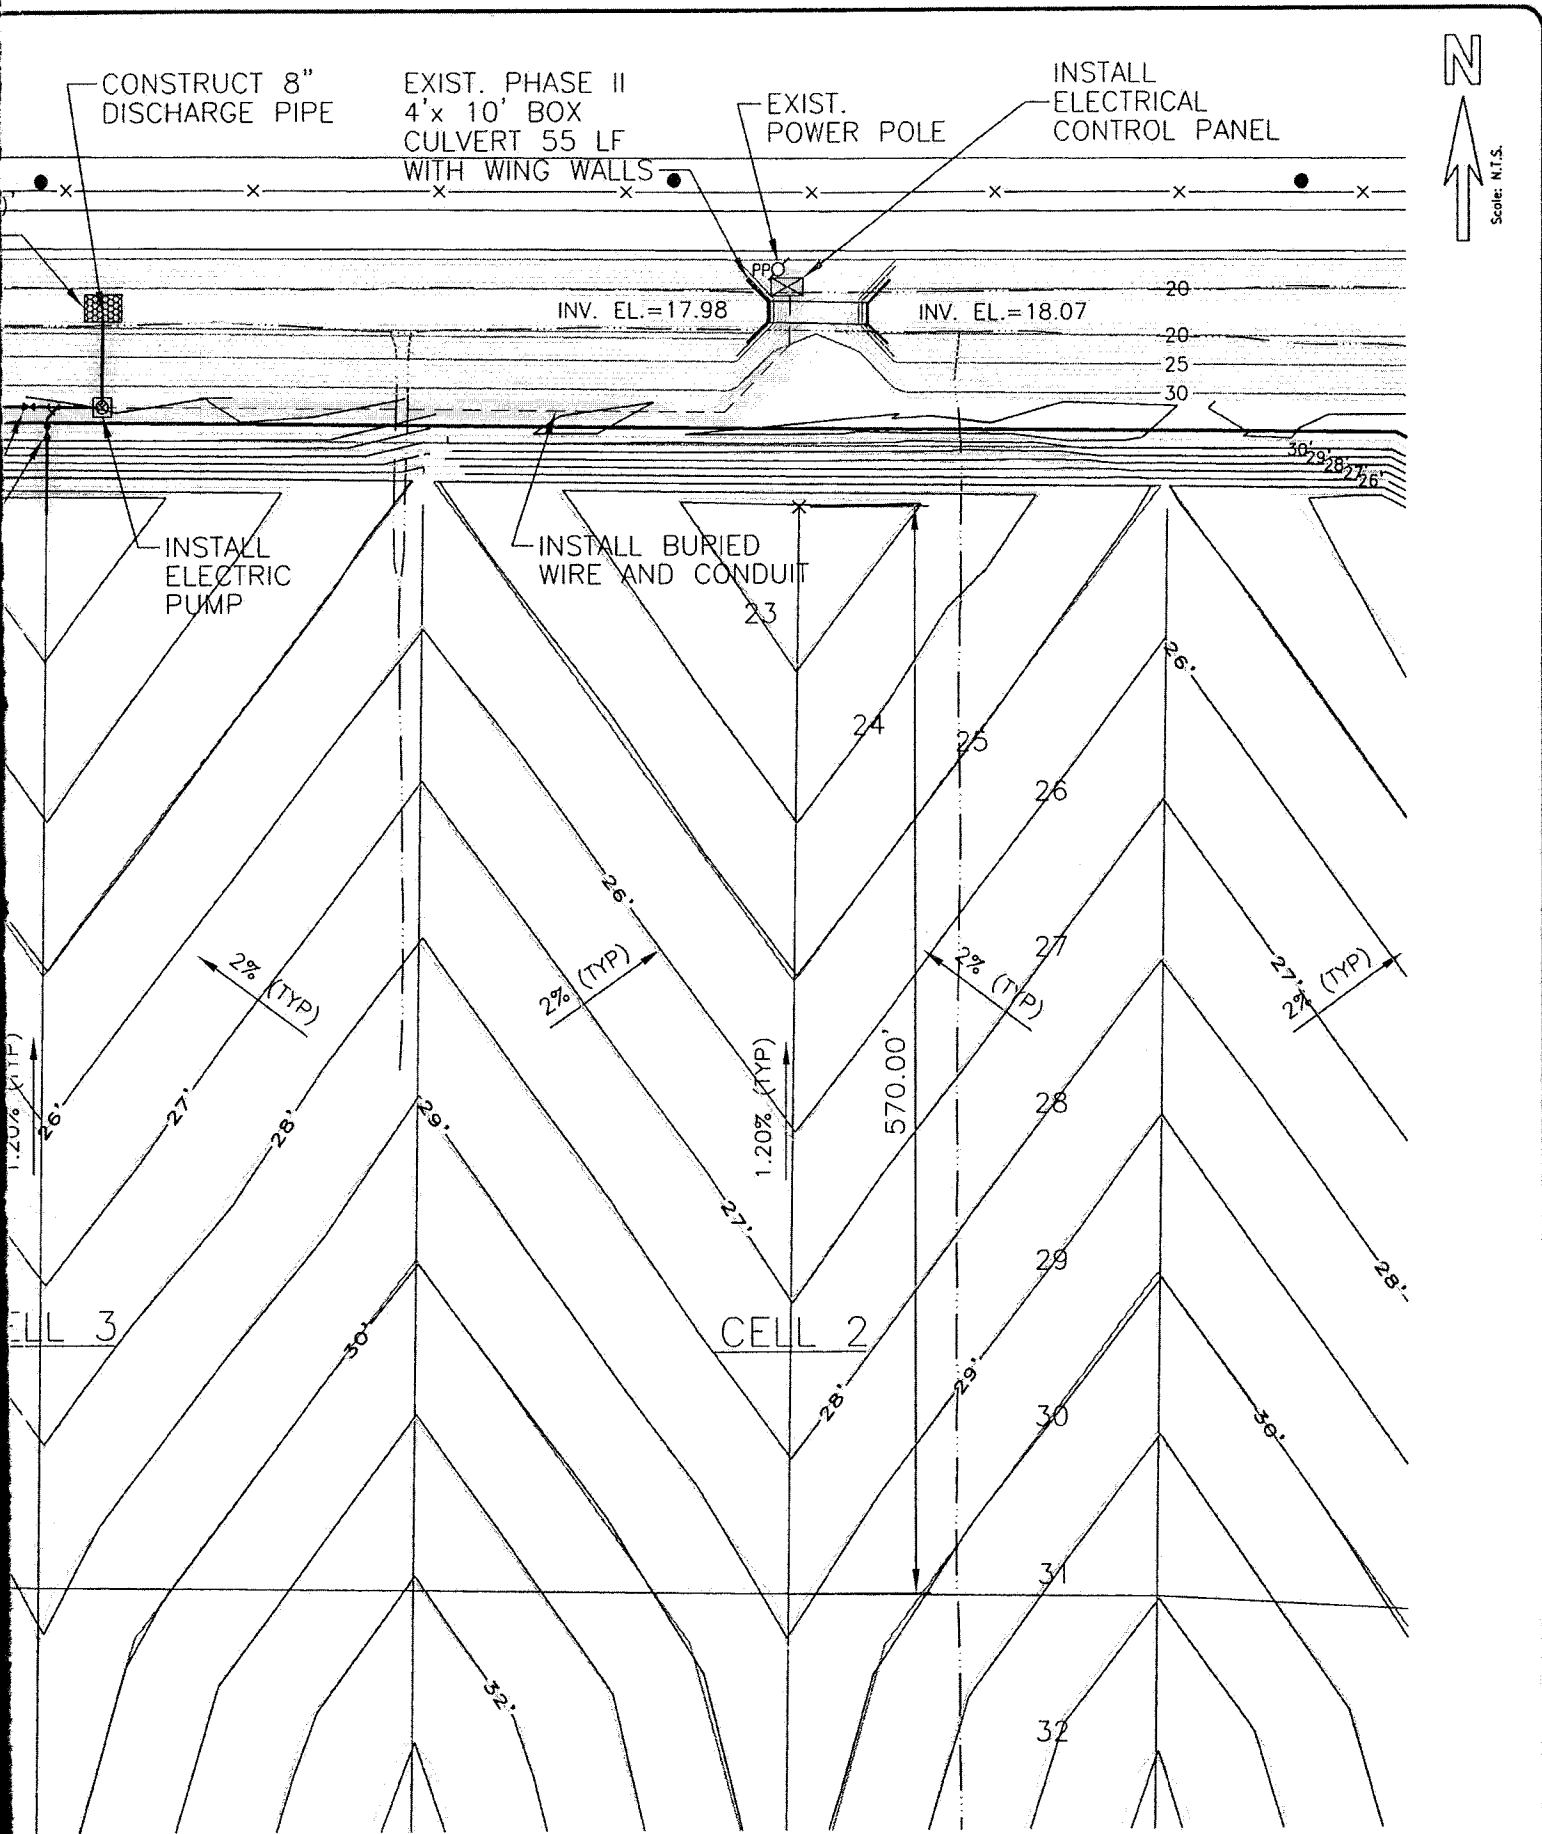 CONSTRUCT 8"
DISCHARGE PIPE
EXIST. PHASE II
4'x 10' BOX
CULVERT 55 LF
WITH WING WALLS
EXIST.
POWER POLE
INSTALL
ELECTRICAL
CONTROL PANEL
N
Scale: N.T.S.
PP
INV. EL.=17.98
INV. EL.=18.07
20
20
25
30
30'
29'
28'
27'
26'
INSTALL
ELECTRIC
PUMP
INSTALL BURIED
WIRE AND CONDUIT
23
24
25
26
26'
26'
27
2% (TYP)
2% (TYP)
2% (TYP)
2% (TYP)
27'
1.20% (TYP)
1.20% (TYP)
570.00'
26'
27'
28'
29'
28
27'
29
28'
ELL 3
30'
CELL 2
28'
29'
30
30'
31
32'
32